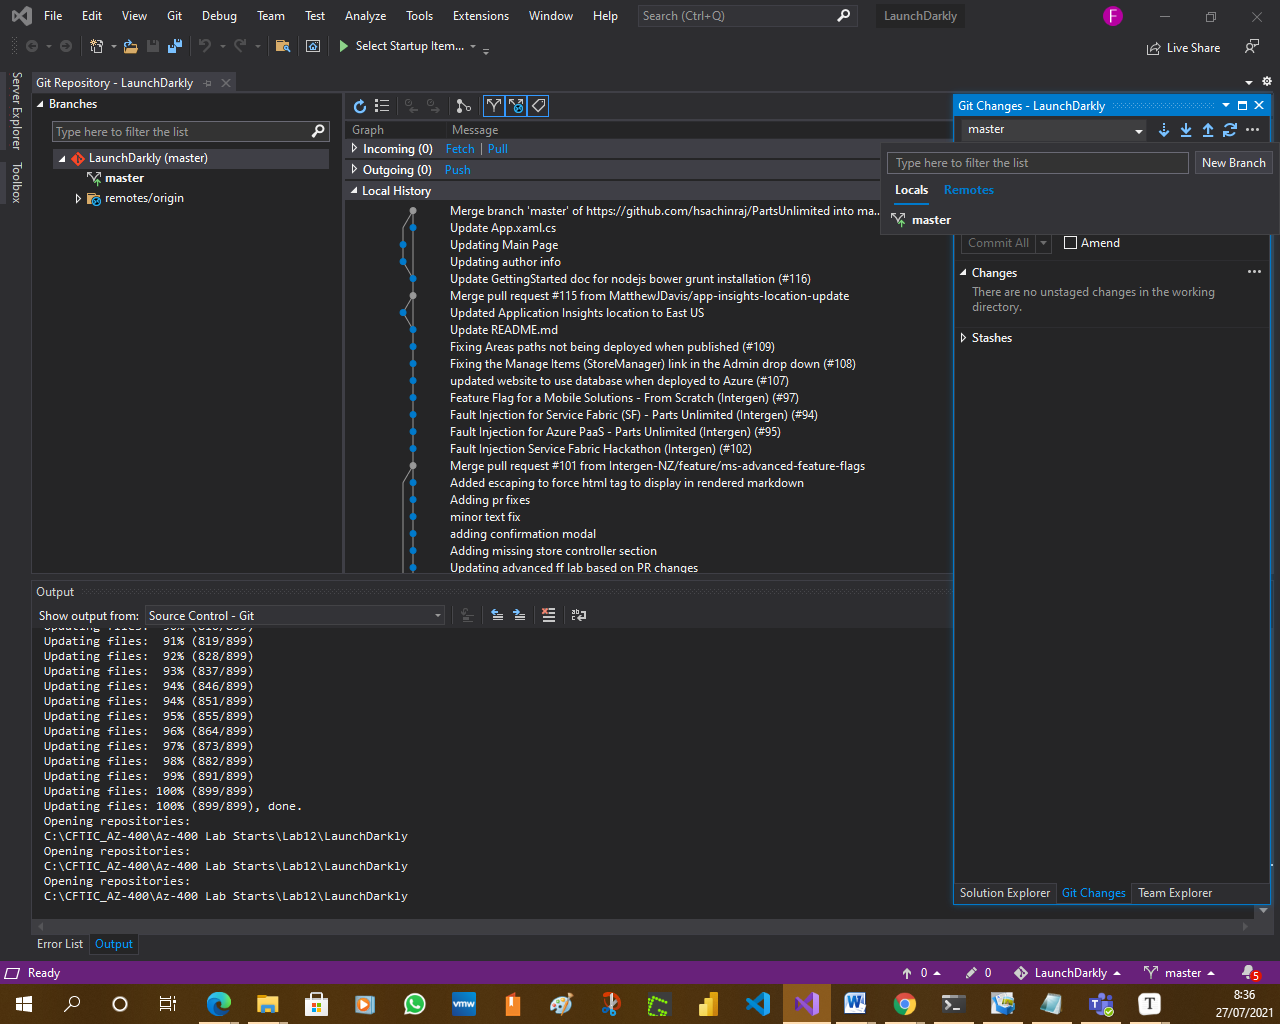 File Edit View Git Debug Team Test Analyze Tools Extensions Window Help Search (Ctrl+Q) LaunchDarkly F
Select Startup Item... Live Share
Server Explorer
Toolbox
Git Repository - LaunchDarkly
Branches
Type here to filter the list
LaunchDarkly (master)
master
remotes/origin
Graph Message
Incoming (0) Fetch | Pull
Outgoing (0) Push
Local History
Merge branch 'master' of https://github.com/hsachinraj/PartsUnlimited into ma...
Update App.xaml.cs
Updating Main Page
Updating author info
Update GettingStarted doc for nodejs bower grunt installation (#116)
Merge pull request #115 from MatthewJDavis/app-insights-location-update
Updated Application Insights location to East US
Update README.md
Fixing Areas paths not being deployed when published (#109)
Fixing the Manage Items (StoreManager) link in the Admin drop down (#108)
updated website to use database when deployed to Azure (#107)
Feature Flag for a Mobile Solutions - From Scratch (Intergen) (#97)
Fault Injection for Service Fabric (SF) - Parts Unlimited (Intergen) (#94)
Fault Injection for Azure PaaS - Parts Unlimited (Intergen) (#95)
Fault Injection Service Fabric Hackathon (Intergen) (#102)
Merge pull request #101 from Intergen-NZ/feature/ms-advanced-feature-flags
Added escaping to force html tag to display in rendered markdown
Adding pr fixes
minor text fix
adding confirmation modal
Adding missing store controller section
Updating advanced ff lab based on PR changes
Git Changes - LaunchDarkly
master
Type here to filter the list New Branch
Locals Remotes
master
Commit All Amend
Changes
There are no unstaged changes in the working
directory.
Stashes
Solution Explorer Git Changes Team Explorer
Output
Show output from: Source Control - Git
Updating files: 90% (810/899)
Updating files: 91% (819/899)
Updating files: 92% (828/899)
Updating files: 93% (837/899)
Updating files: 94% (846/899)
Updating files: 94% (851/899)
Updating files: 95% (855/899)
Updating files: 96% (864/899)
Updating files: 97% (873/899)
Updating files: 98% (882/899)
Updating files: 99% (891/899)
Updating files: 100% (899/899)
Updating files: 100% (899/899), done.
Opening repositories:
C:\CFTIC_AZ-400\Az-400 Lab Starts\Lab12\LaunchDarkly
Opening repositories:
C:\CFTIC_AZ-400\Az-400 Lab Starts\Lab12\LaunchDarkly
Opening repositories:
C:\CFTIC_AZ-400\Az-400 Lab Starts\Lab12\LaunchDarkly
Error List Output
Ready 0 0 LaunchDarkly master 5
vmw W T
8:36
27/07/2021